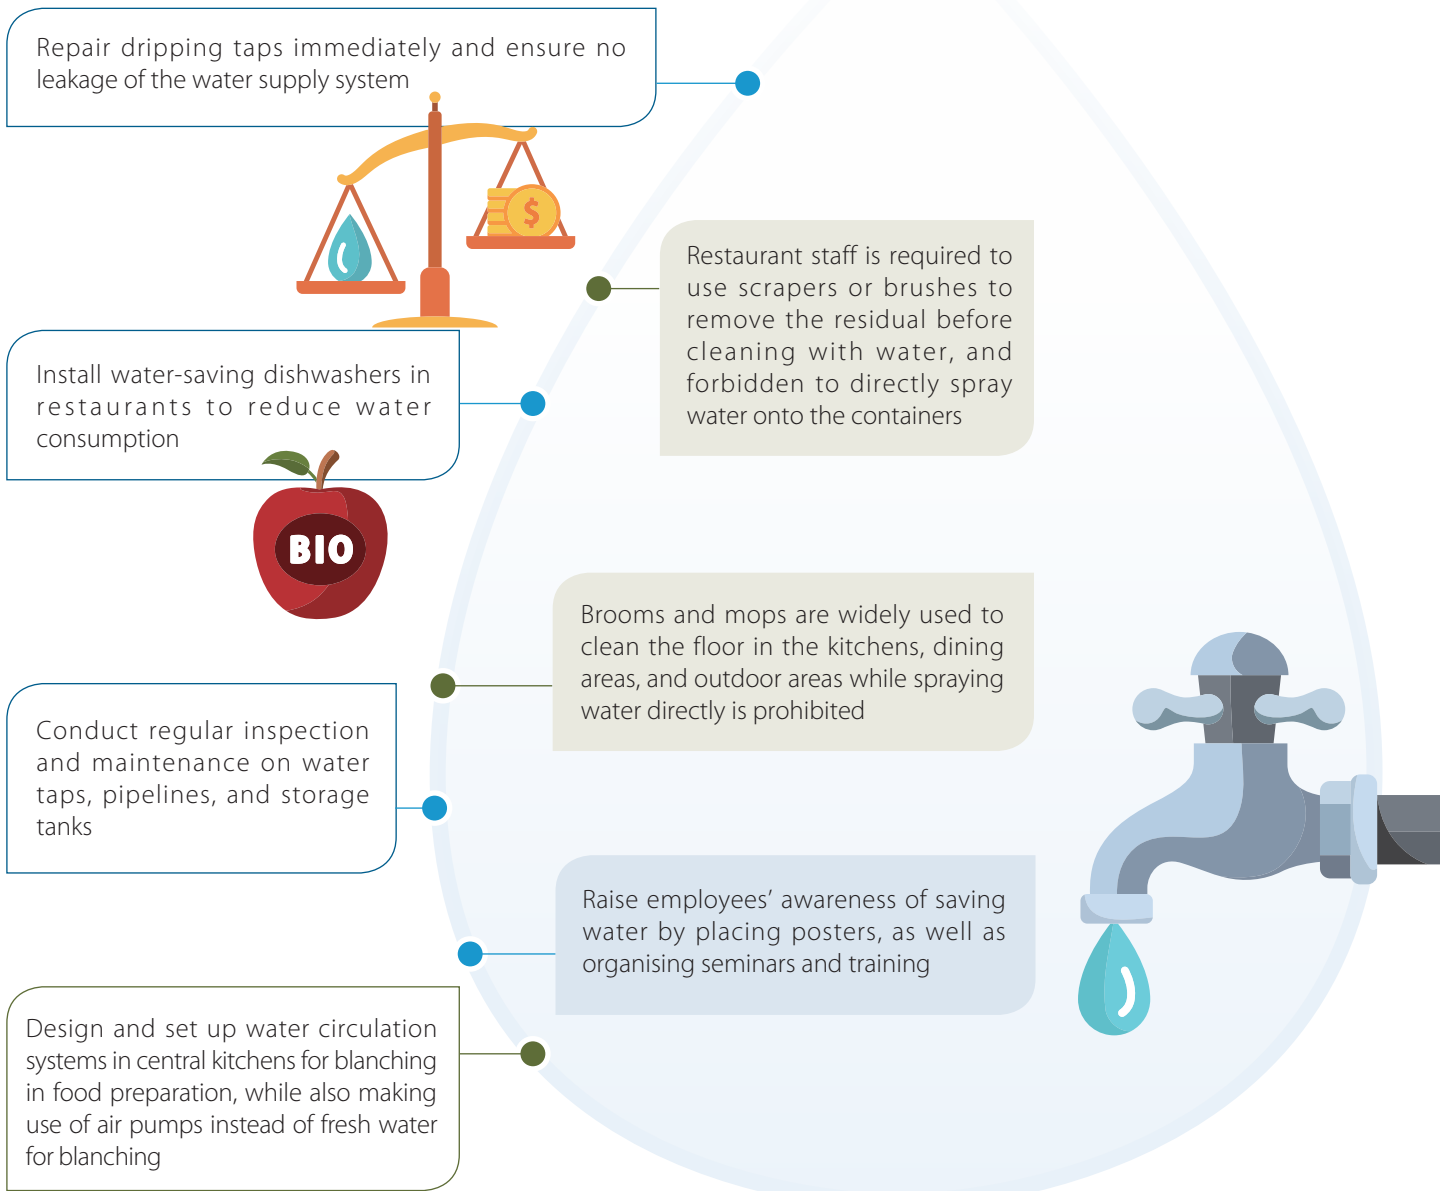 Repair dripping taps immediately and ensure no
leakage of the water supply system
$
Restaurant staff is required to
use scrapers or brushes to
remove the residual before
cleaning with water, and
forbidden to directly spray
water onto the containers
Install water-saving dishwashers in
restaurants to reduce water
consumption
BIO
Brooms and mops are widely used to
clean the floor in the kitchens, dining
areas, and outdoor areas while spraying
water directly is prohibited
Conduct regular inspection
and maintenance on water
taps, pipelines, and storage
tanks
Raise employees’ awareness of saving
water by placing posters, as well as
organising seminars and training
Design and set up water circulation
systems in central kitchens for blanching
in food preparation, while also making
use of air pumps instead of fresh water
for blanching